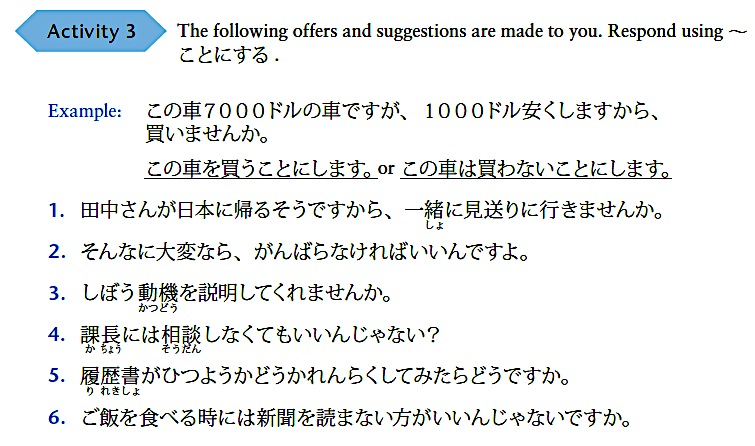 Activity 3
The following offers and suggestions are made to you. Respond using ～
ことにする.
Example: この車７０００ドルの車ですが、１０００ドル安くしますから、
買いませんか。
この車を買うことにします。 or この車は買わないことにします。
1. 田中さんが日本に帰るそうですから、一緒に見送りに行きませんか。
しょ
2. そんなに大変なら、がんばらなければいいんですよ。
3. しぼう動機を説明してくれませんか。
かつどう
4. 課長には相談しなくてもいいんじゃない？
か ちょう そうだん
5. 履歴書がひつようかどうかれんらくしてみたらどうですか。
り れきしょ
6. ご飯を食べる時には新聞を読まない方がいいんじゃないですか。